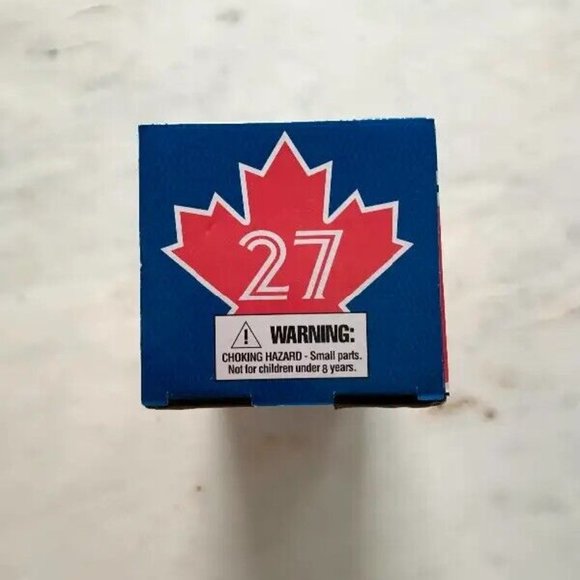 27
WARNING:
CHOKING HAZARD - Small parts.
Not for children under 8 years.